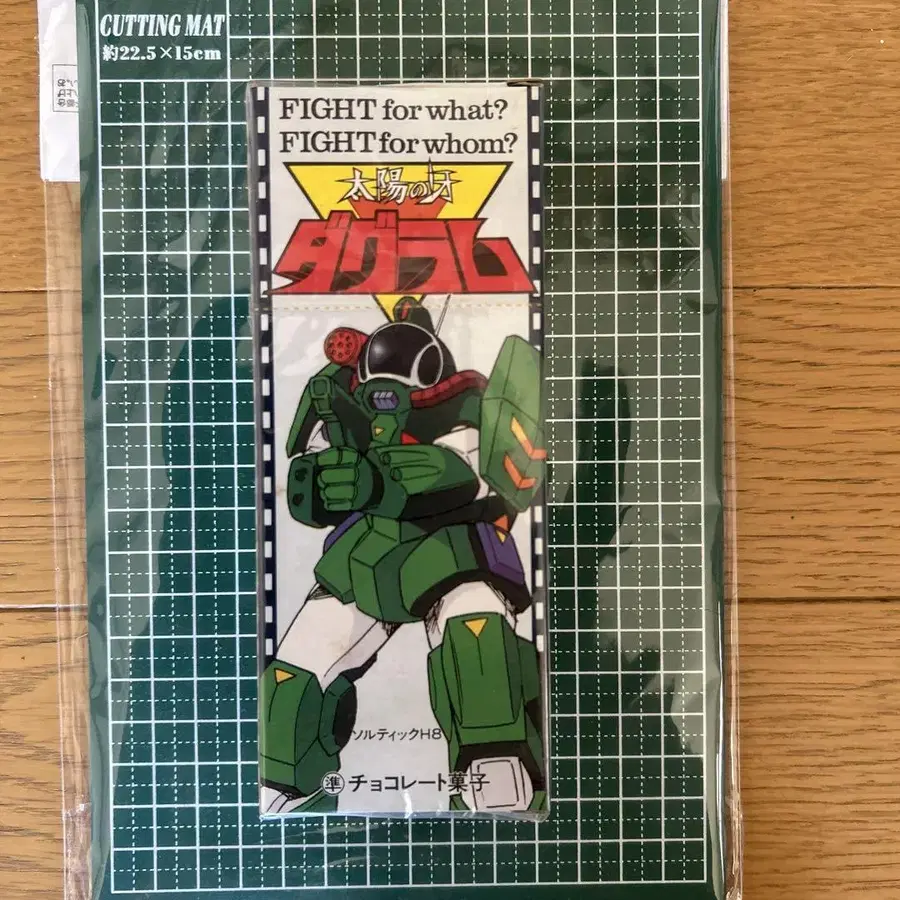 CUTTING MAT
約22.5×15cm
FIGHT for what?
FIGHT for whom?
太陽の牙
ダグラム
ソルティックH8
準 チョコレート菓子